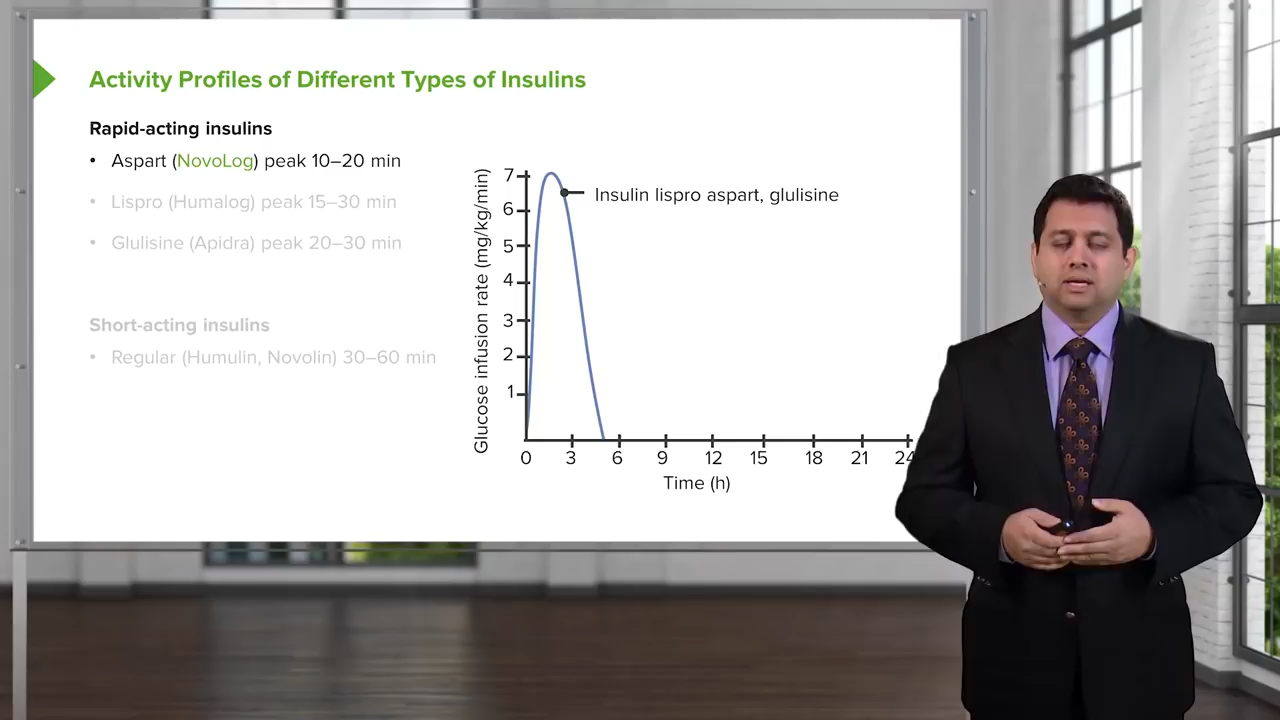 Activity Profiles of Different Types of Insulins
Rapid-acting insulins
• Aspart (NovoLog) peak 10–20 min
• Lispro (Humalog) peak 15–30 min
• Glulisine (Apidra) peak 20–30 min
Short-acting insulins
• Regular (Humulin, Novolin) 30–60 min
Glucose infusion rate (mg/kg/min)
7
6
5
4
3
2
1
Insulin lispro aspart, glulisine
0 3 6 9 12 15 18 21 24
Time (h)